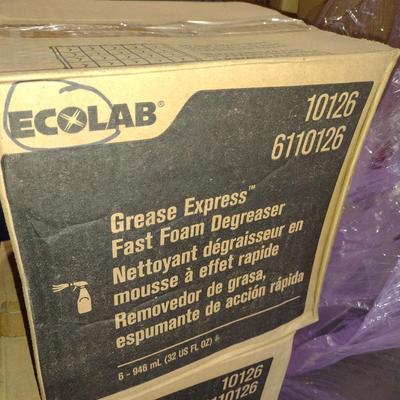 ECOLAB®
10126
6110126
Grease Express™
Fast Foam Degreaser
Nettoyant dégraisseur en
mousse à effet rapide
Removedor de grasa,
espumante de acción rápida
6 - 946 mL (32 US FL OZ)
10126
6110126